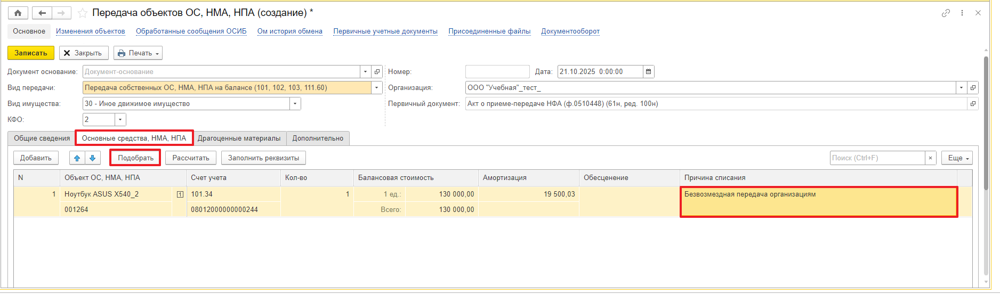 Передача объектов ОС, НМА, НПА (создание) *
Основное Изменения объектов Обработанные сообщения ОСИБ Ом история обмена Первичные учетные документы Присоединенные файлы Документооборот
Записать Закрыть Печать
Документ основание: Документ-основание Номер: Дата: 21.10.2025 0:00:00
Вид передачи: Передача собственных ОС, НМА, НПА на балансе (101, 102, 103, 111.60) Организация: ООО "Учебная"_тест_
Вид имущества: 30 - Иное движимое имущество Первичный документ: Акт о приеме-передаче НФА (ф.0510448) (61н, ред. 100н)
КФО: 2
Общие сведения Основные средства, НМА, НПА Драгоценные материалы Дополнительно
Добавить Подобрать Рассчитать Заполнить реквизиты Поиск (Ctrl+F) × Еще
N Объект ОС, НМА, НПА Счет учета Кол-во Балансовая стоимость Амортизация Обесценение Причина списания
1 Ноутбук ASUS X540_2 1 101.34 1 1 ед.: 130 000,00 19 500,03 Безвозмездная передача организациям
001264 08012000000000244 Всего: 130 000,00